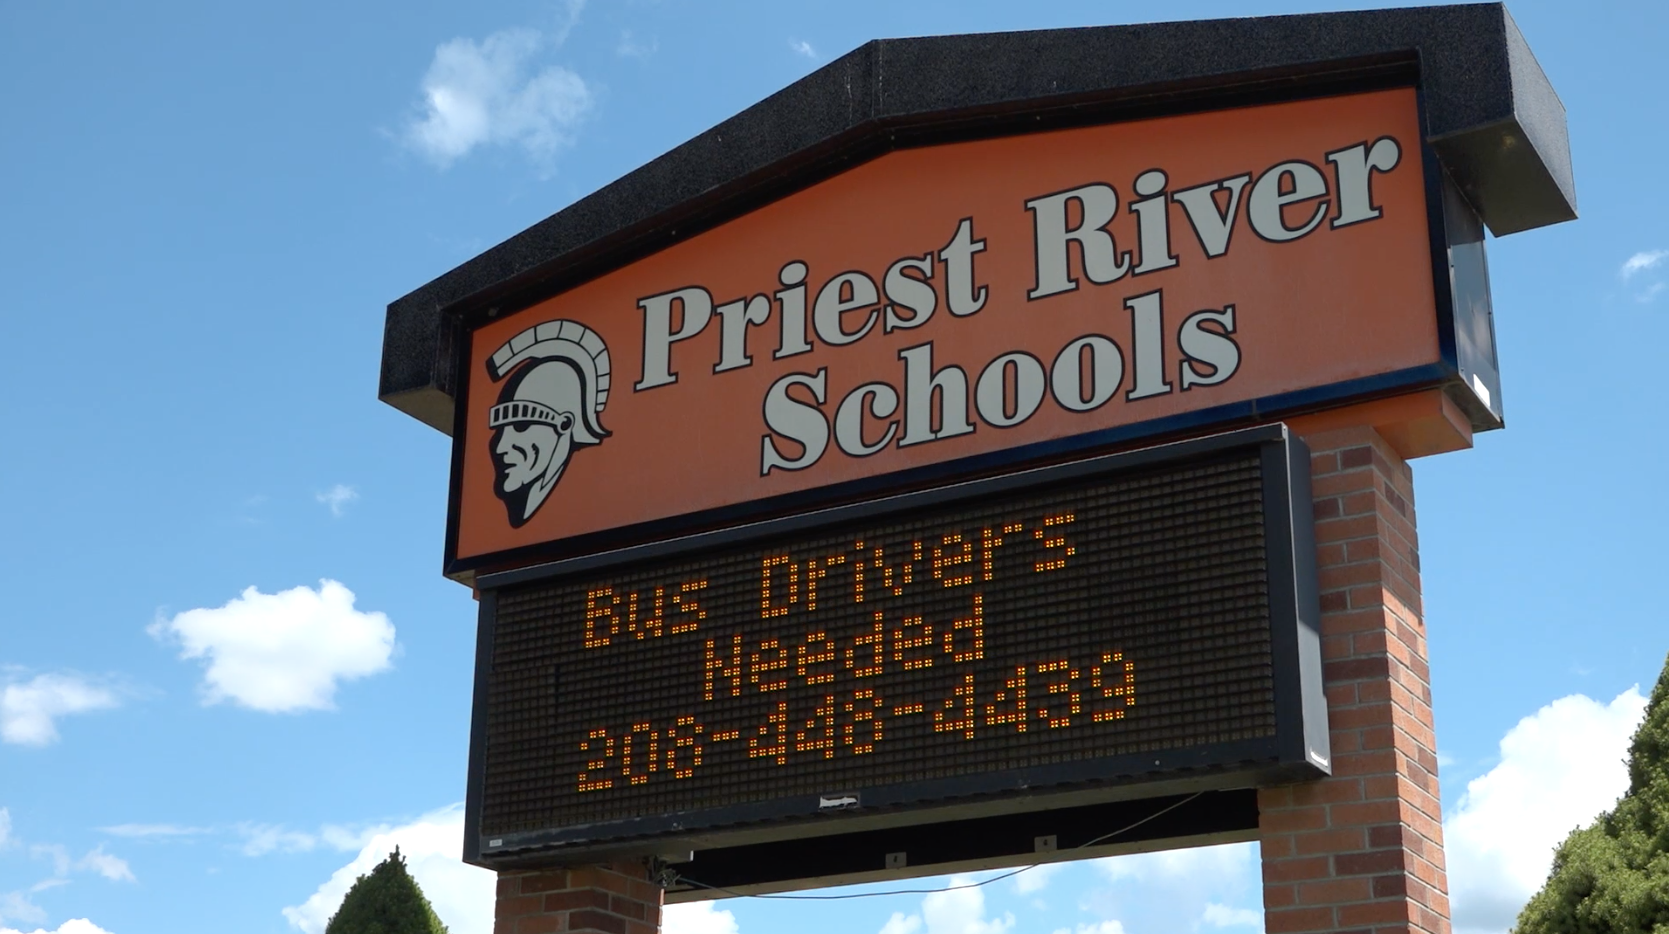 Priest River
Schools
Bus Drivers
Needed
208-448-4439